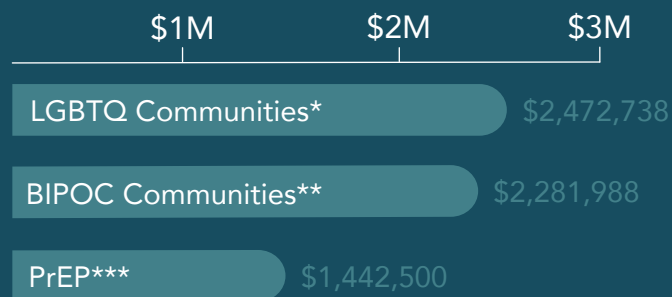 $1M $2M $3M
LGBTQ Communities* $2,472,738
BIPOC Communities** $2,281,988
PrEP*** $1,442,500